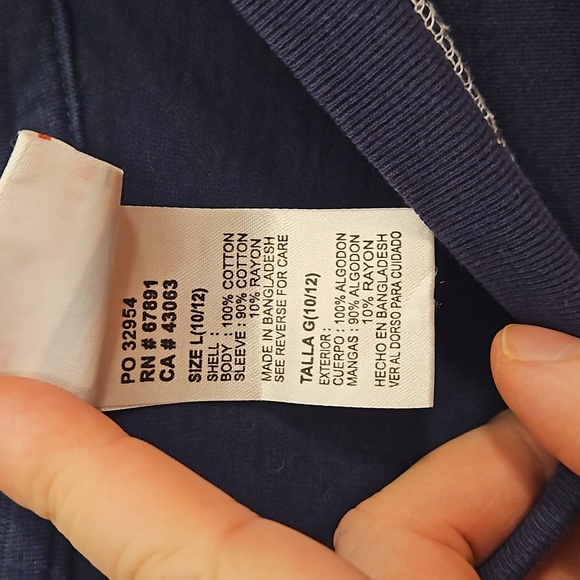 PO 32954
RN # 67891
CA # 43063
SIZE L(10/12)
SHELL :
BODY : 100% COTTON
SLEEVE : 90% COTTON
10% RAYON
MADE IN BANGLADESH
SEE REVERSE FOR CARE
TALLA G(10/12)
EXTERIOR :
CUERPO : 100% ALGODON
MANGAS : 90% ALGODON
10% RAYON
HECHO EN BANGLADESH
VER AL DORSO PARA CUIDADO